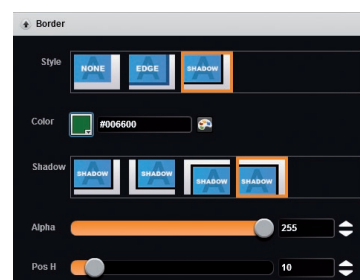 Border
Style
NONE EDGE SHADOW
Color #006600
Shadow
SHADOW SHADOW SHADOW SHADOW
Alpha 255
Pos H 10